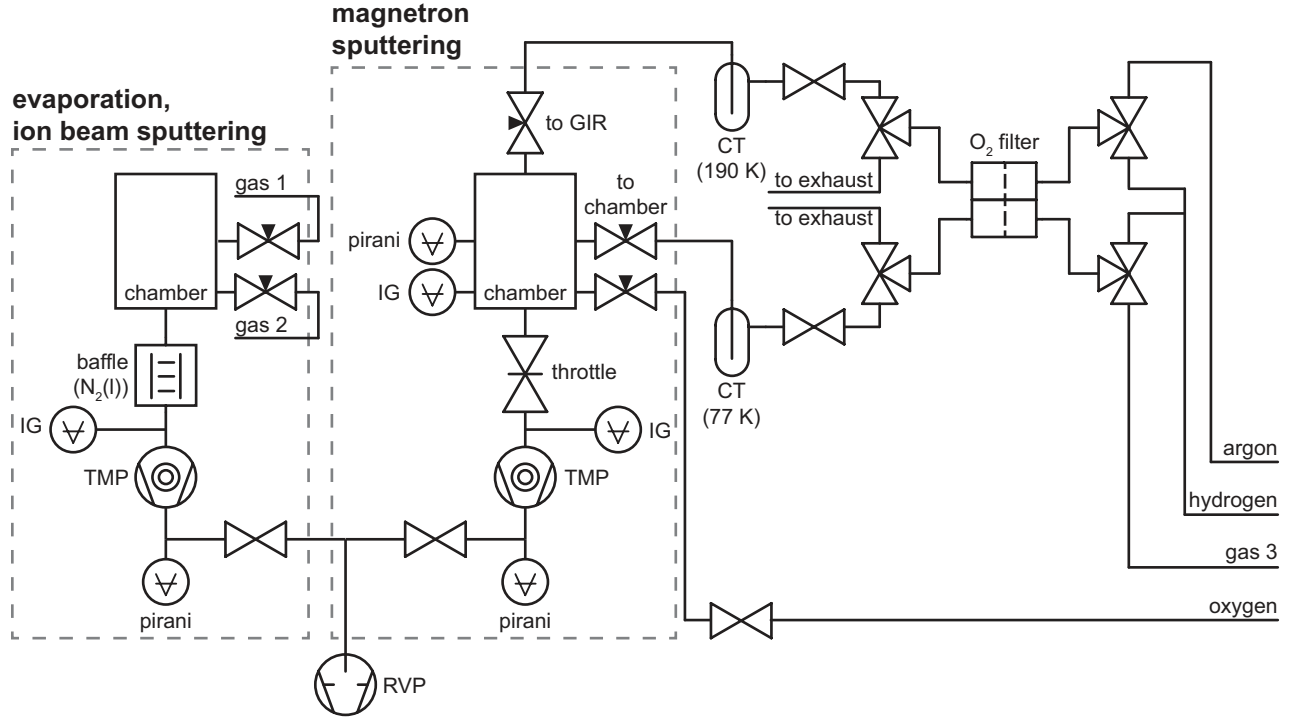 magnetron
sputtering
evaporation,
ion beam sputtering
to GIR
CT
(190 K)
O2 filter
to exhaust
to exhaust
gas 1
to
chamber
pirani
IG
chamber
chamber
gas 2
baffle
(N2(l))
throttle
CT
(77 K)
IG
IG
TMP
TMP
argon
hydrogen
gas 3
oxygen
pirani
pirani
RVP